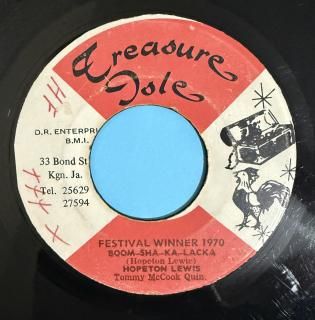 Treasure
Isle
D.R. ENTERPRI
B.M.I.
33 Bond St
Kgn. Ja.
Tel. 25629
27594
FESTIVAL WINNER 1970
BOOM SHA-KA-LACKA
(Hopeton Lewis)
HOPETON LEWIS
Tommy McCook Quin.